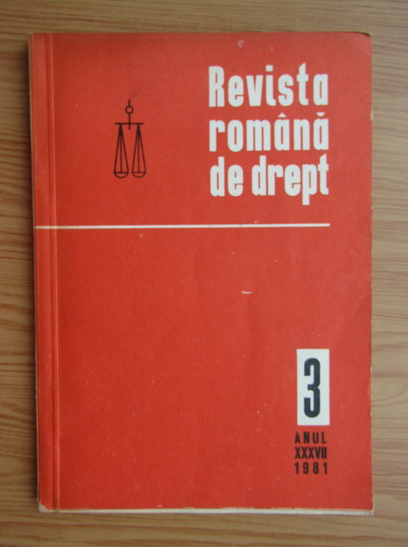 Revista
română
de drept
3
ANUL
XXXVII
1981